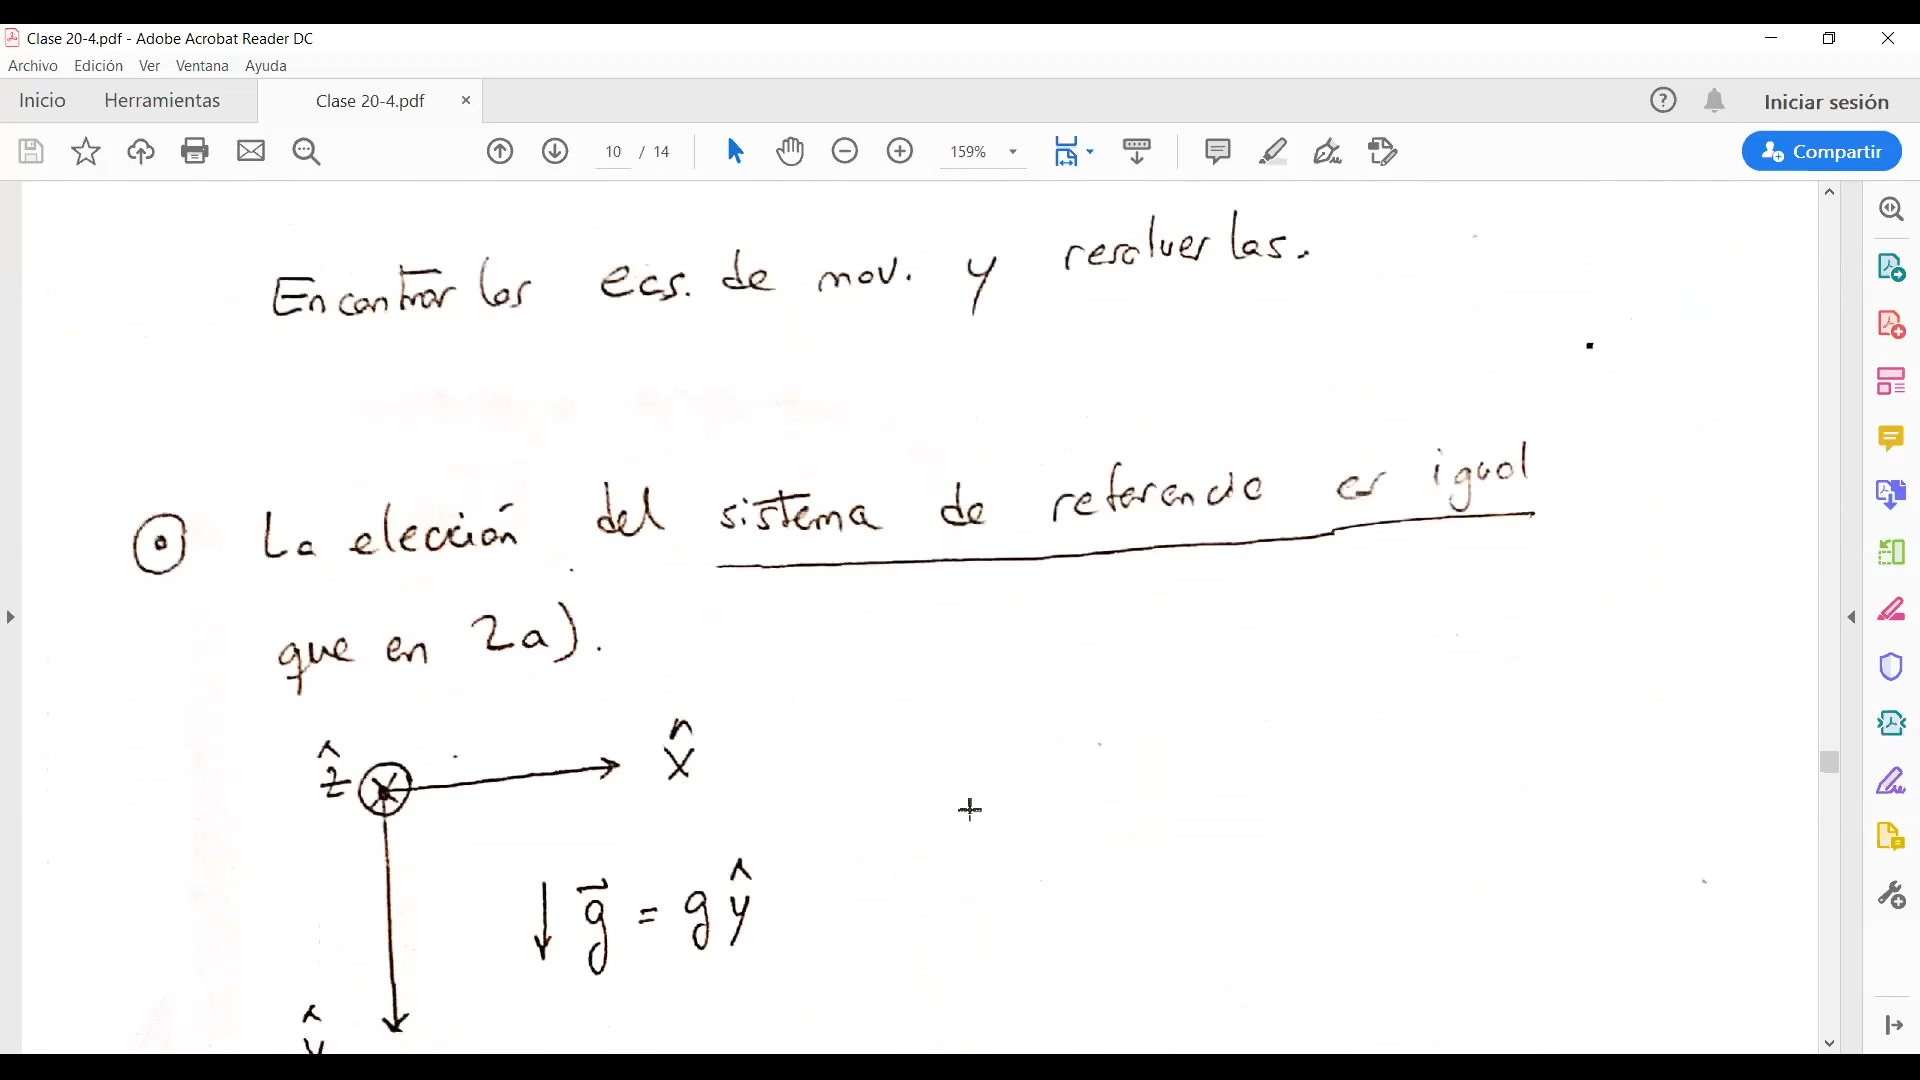 Clase 20-4.pdf - Adobe Acrobat Reader DC
Archivo Edición Ver Ventana Ayuda
Inicio Herramientas Clase 20-4.pdf × Iniciar sesión
10 / 14 159% Compartir
Encontrar las ecs. de mov. y resolverlas.
La elección del sistema de referencia es igual
que en 2a).
ẑ x̂
g⃗ = g ŷ
ŷ